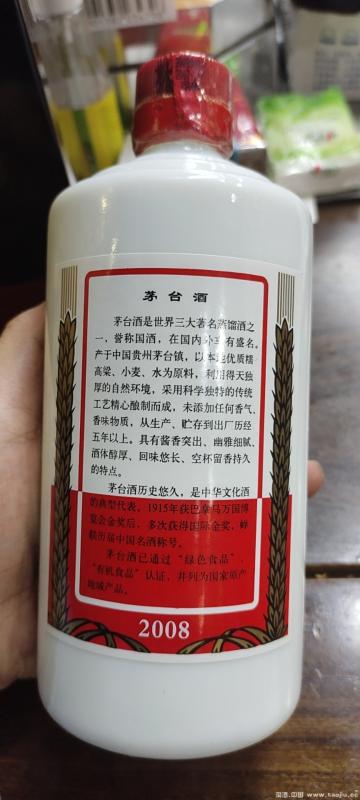 茅台酒
茅台酒是世界三大著名蒸馏酒之
一，誉称国酒，在国内外享有盛名。
产于中国贵州茅台镇，以本地优质糯
高梁、小麦、水为原料，利用得天独
厚的自然环境，采用科学独特的传统
工艺精心酿制而成，未添加任何香气、
香味物质，从生产、贮存到出厂历经
五年以上。具有酱香突出、幽雅细腻、
酒体醇厚、回味悠长、空杯留香持久
的特点。
茅台酒历史悠久，是中华文化酒
的典型代表。1915年获巴拿马万国博
览会金奖后，多次获得国际金奖，蝉
联历届中国名酒称号。
茅台酒已通过“绿色食品”、
“有机食品”认证，并列为国家原产
地域产品。
2008
淘酒.中国 www.taojiu.cc